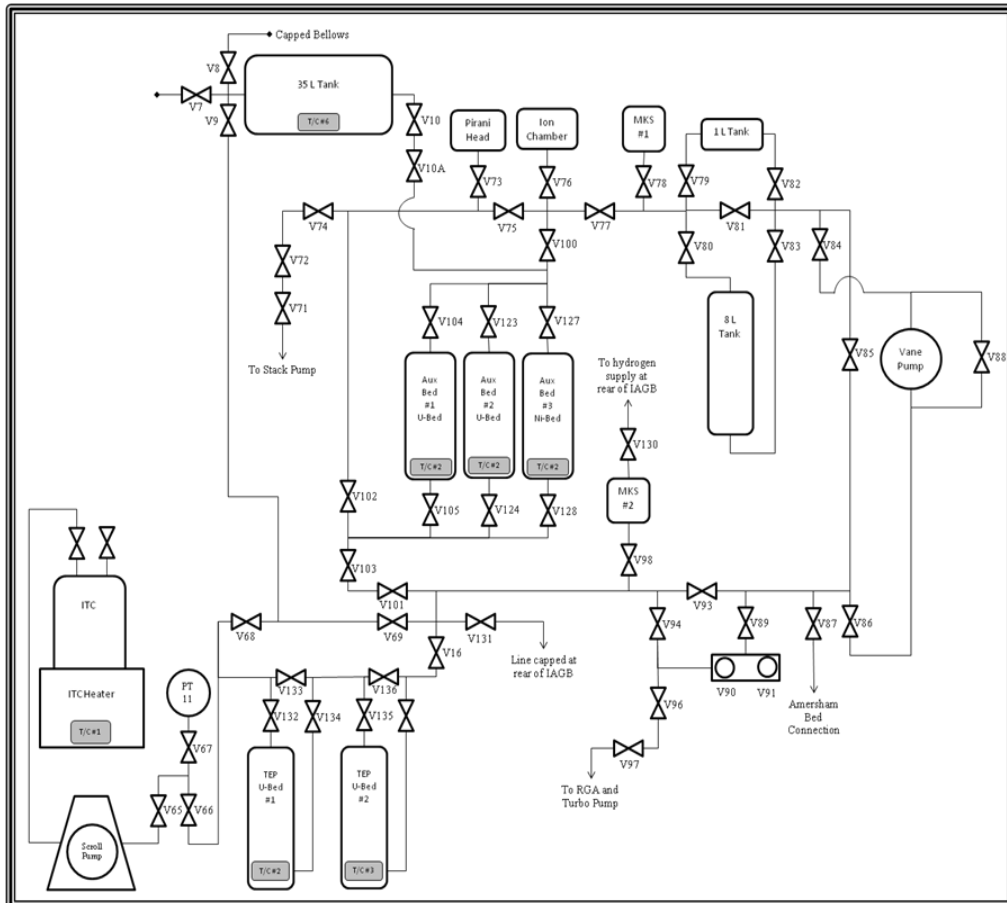 Capped Bellows
V8
35 L Tank
T/C #6
V7
V9
V10
V10A
Pirani
Head
Ion
Chamber
MKS
#1
1 L Tank
V73
V76
V78
V79
V82
V74
V75
V77
V81
V72
V100
V80
V83
V84
V71
To Stack Pump
V104
V123
V127
8 L
Tank
Vane
Pump
V85
V88
Aux
Bed
#1
U-Bed
T/C #2
Aux
Bed
#2
U-Bed
T/C #2
Aux
Bed
#3
Ni-Bed
T/C #2
To hydrogen
supply at
rear of IAGB
V130
MKS
#2
V102
V105
V124
V128
V103
V98
V101
V93
ITC
V68
V69
V131
V16
V94
V89
V87
V86
Line capped at
rear of IAGB
ITC Heater
T/C #1
PT
11
V133
V136
V132
V134
V135
V90
V91
V96
Amersham
Bed
Connection
V67
V97
V65
V66
TEP
U-Bed
#1
T/C #2
TEP
U-Bed
#2
T/C #3
To RGA and
Turbo Pump
Scroll
Pump